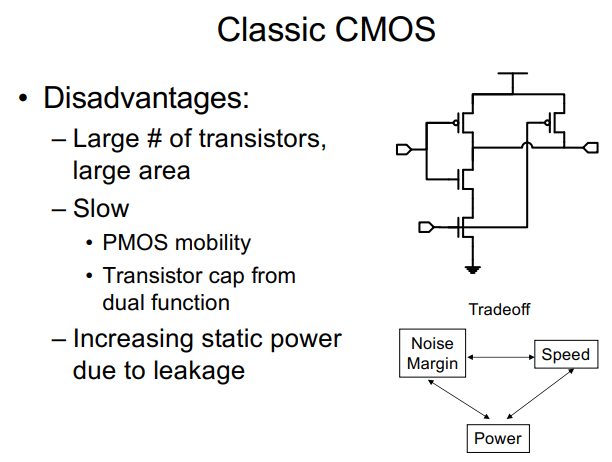 Classic CMOS
• Disadvantages:
– Large # of transistors,
large area
– Slow
• PMOS mobility
• Transistor cap from
dual function
– Increasing static power
due to leakage
Tradeoff
Noise
Margin
Speed
Power